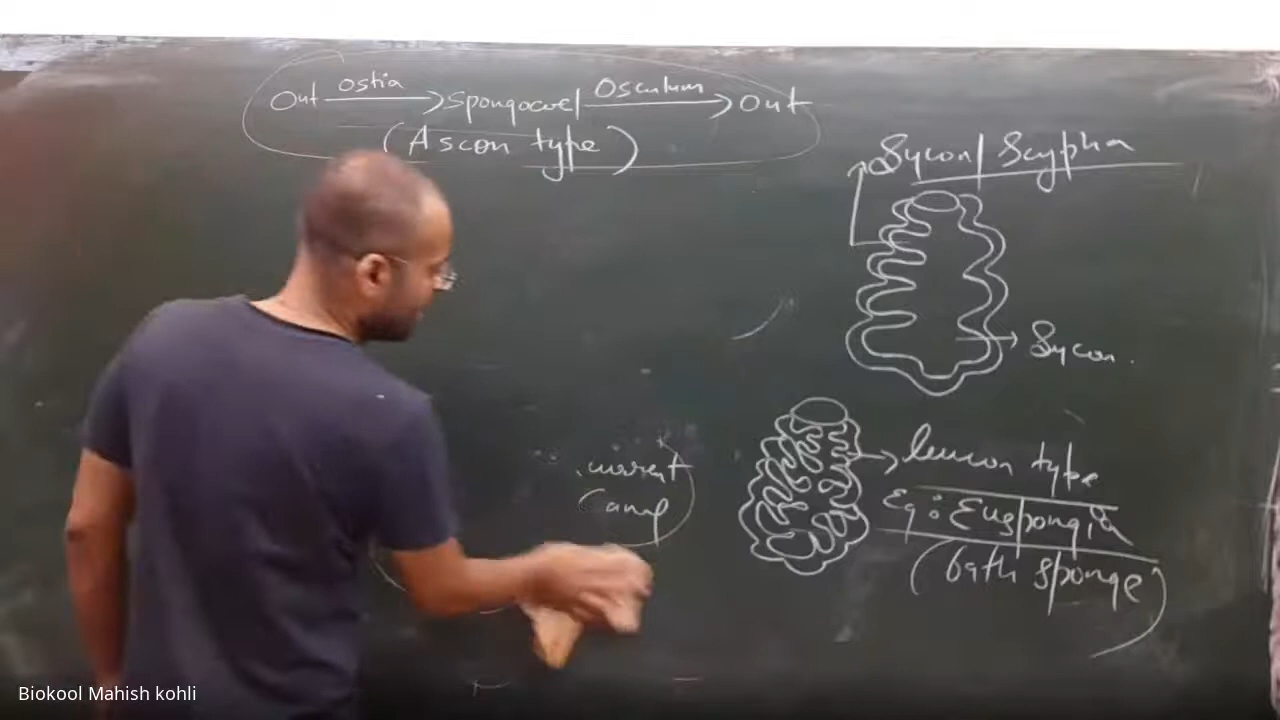 Out ostia → Spongocoel Osculum → Out
(Ascon type)
Sycon / Scypha
Sycon.
leucon type
Eg: Euspongia
(bath sponge)
Biokool Mahish kohli